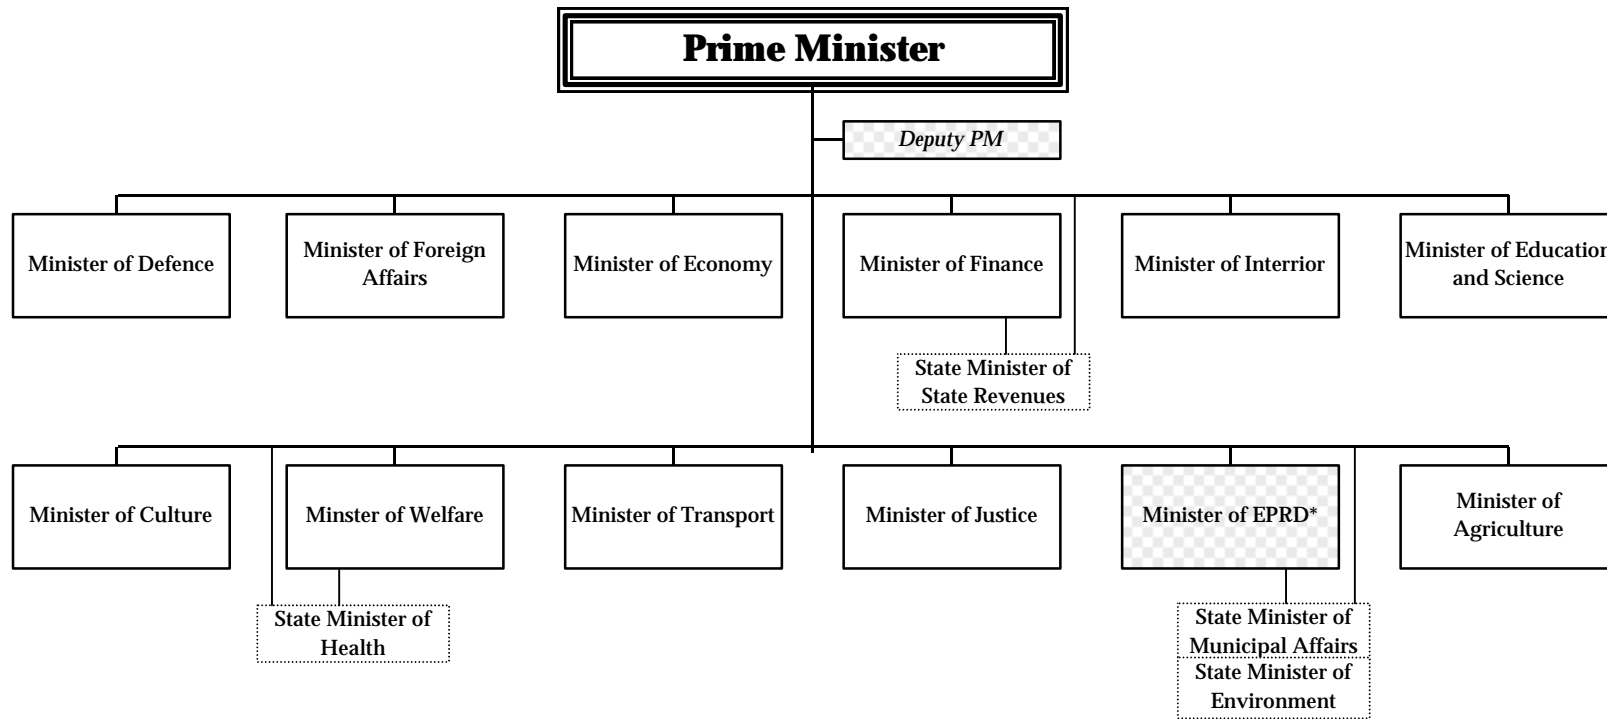 Prime Minister
Deputy PM
Minister of Defence
Minister of Foreign
Affairs
Minister of Economy
Minister of Finance
Minister of Interrior
Minister of Education
and Science
State Minister of
State Revenues
Minister of Culture
Minster of Welfare
Minister of Transport
Minister of Justice
Minister of EPRD*
Minister of
Agriculture
State Minister of
Health
State Minister of
Municipal Affairs
State Minister of
Environment